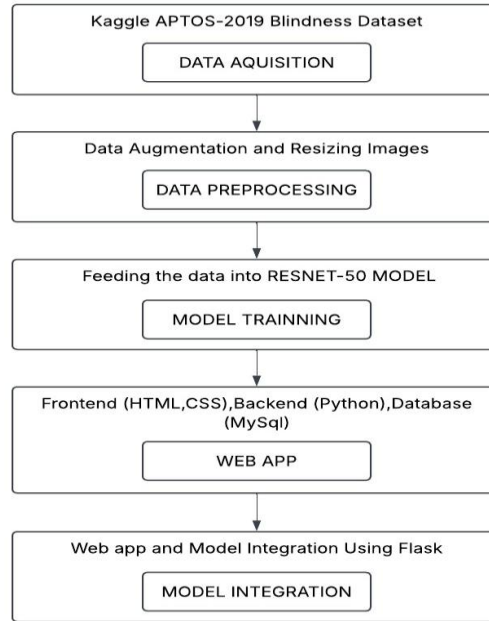 Kaggle APTOS-2019 Blindness Dataset
DATA AQUISITION
Data Augmentation and Resizing Images
DATA PREPROCESSING
Feeding the data into RESNET-50 MODEL
MODEL TRAINNING
Frontend (HTML,CSS),Backend (Python),Database
(MySql)
WEB APP
Web app and Model Integration Using Flask
MODEL INTEGRATION